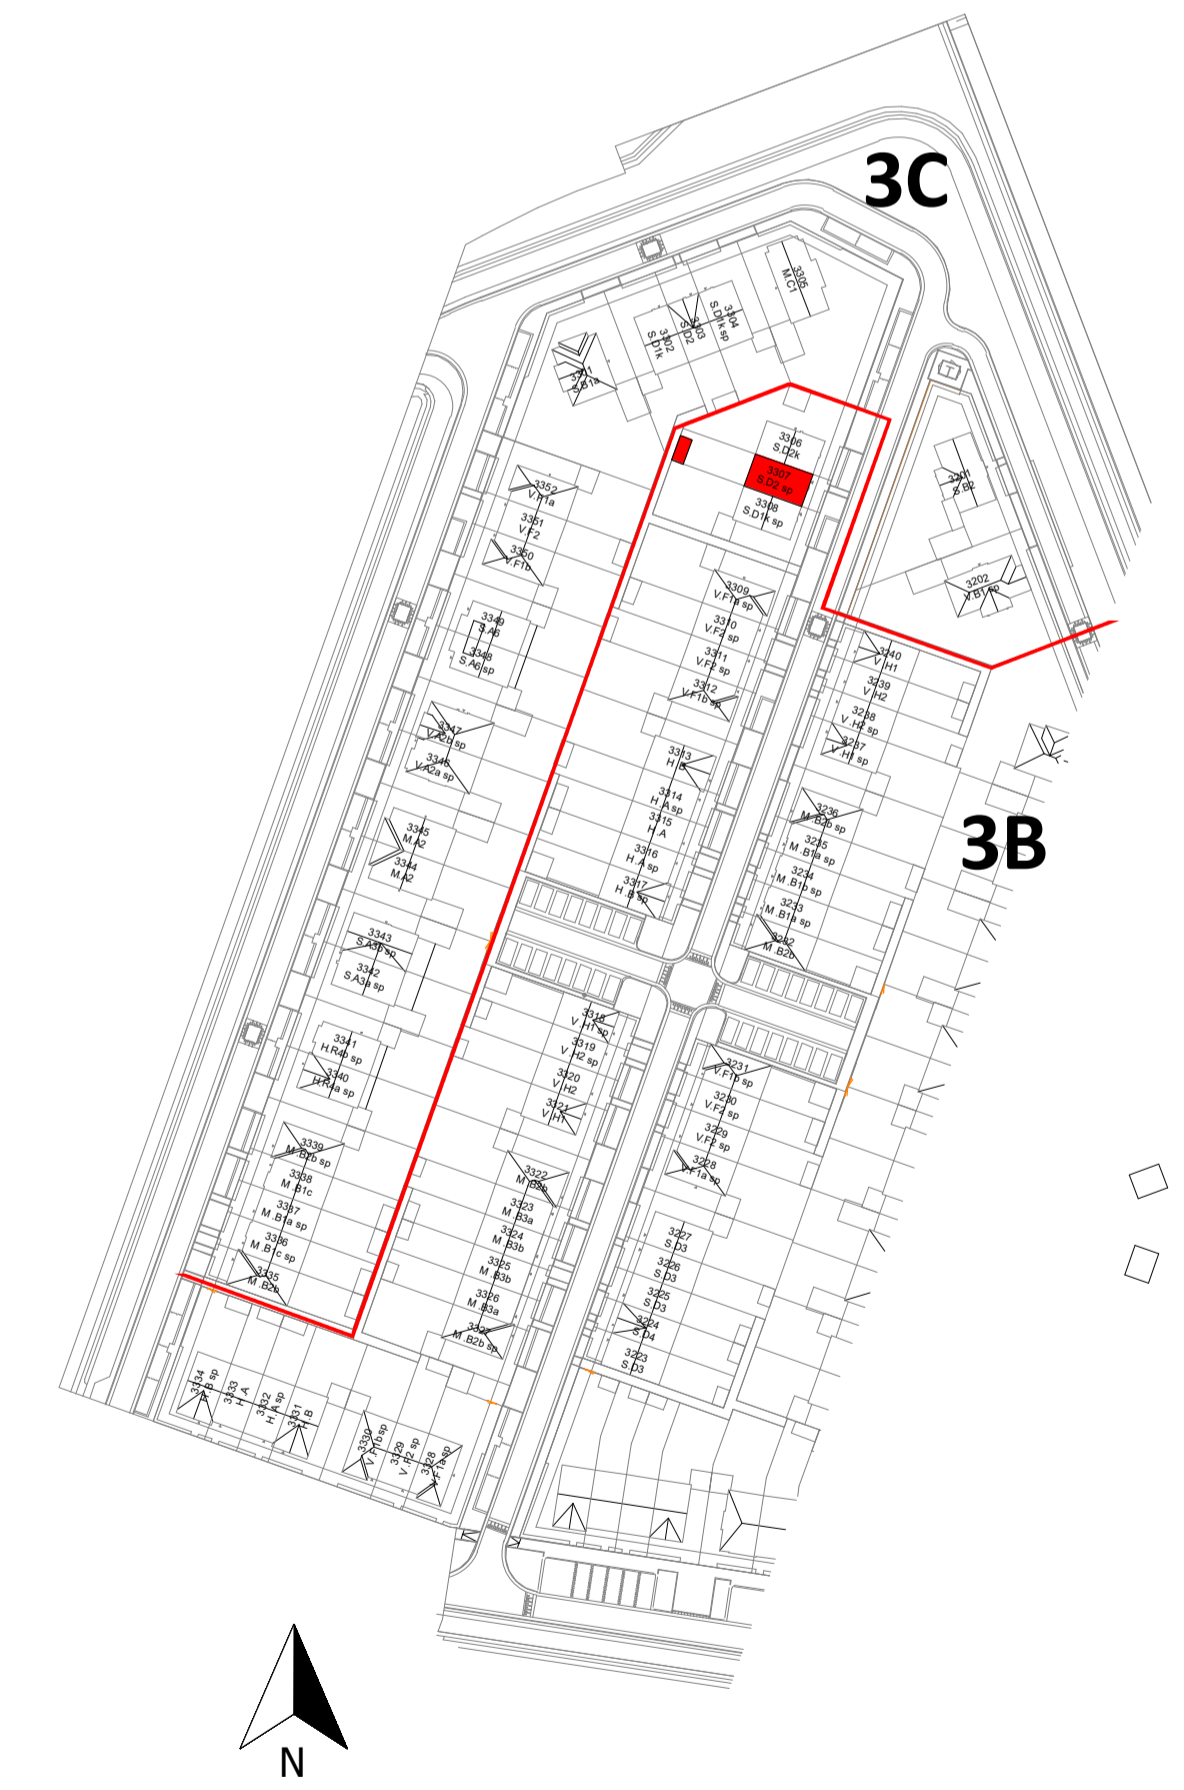 3C
3305
M.C1
3304
S.D1k sp
3303
S.D2
3302
S.D1k
3301
S.B1a
3306
S.D2k
3307
S.D2 sp
3308
S.D1k sp
T
3201
S.B2
3202
V.B1 sp
3352
V.F1a
3351
V.F2
3350
V.F1b
3349
S.A6
3348
S.A6 sp
3347
V.A2b sp
3346
V.A2a sp
3345
M.A2
3344
M.A2
3343
S.A3b sp
3342
S.A3a sp
3341
H.R4b sp
3340
H.R4a sp
3339
M.B2b sp
3338
M.B1c
3337
M.B1a sp
3336
M.B1c sp
3335
M.B2b
3309
V.F1a sp
3310
V.F2 sp
3311
V.F2 sp
3312
V.F1b sp
3313
H.B
3314
H.A sp
3315
H.A
3316
H.A sp
3317
H.B sp
3240
V.H1
3239
V.H2
3238
V.H2 sp
3237
V.H1 sp
3236
M.B2b sp
3235
M.B1a sp
3234
M.B1b sp
3233
M.B1a sp
3232
M.B2b
3B
3318
V.H1 sp
3319
V.H2 sp
3320
V.H2
3321
V.H1
3322
3323
M.B3a
3324
M.B3b
3325
M.B3b
3326
M.B3a
3327
M.B2b sp
3231
V.F1b sp
3230
V.F2 sp
3229
V.F2 sp
3228
V.F1a sp
3227
S.D3
3226
S.D3
3225
S.D3
3224
S.D4
3223
S.D3
3334
H.B sp
3333
H.A
3332
H.A sp
3331
H.B
3330
V.F1b sp
3329
V.F2 sp
3328
V.F1a sp
N